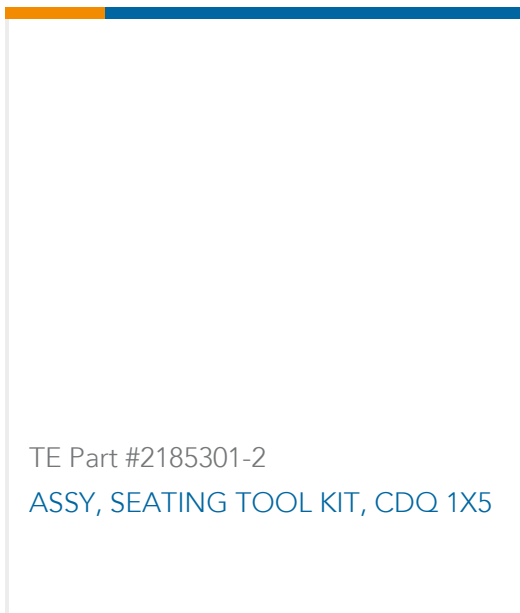 TE Part #2185301-2
ASSY, SEATING TOOL KIT, CDQ 1X5